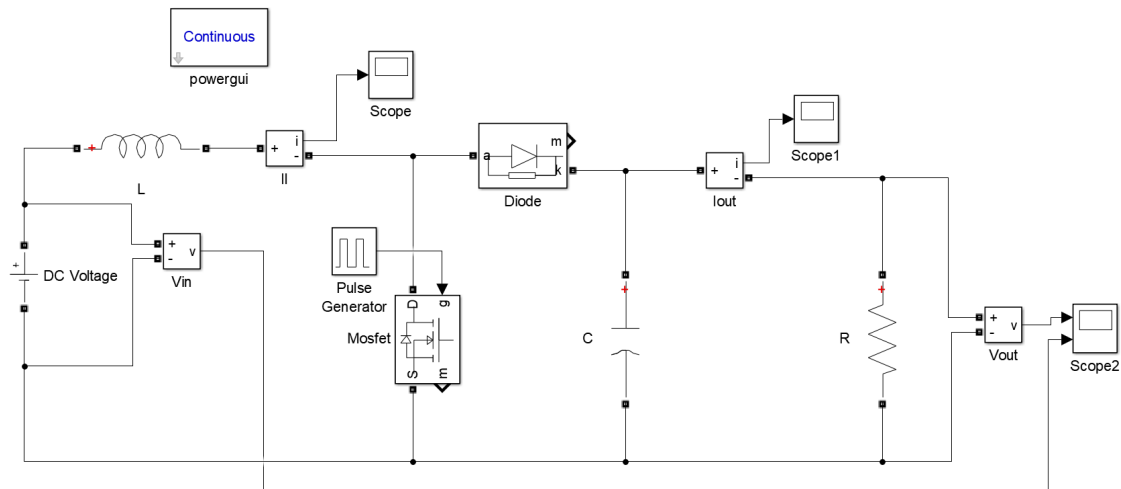 Continuous
powergui
Scope
L
+
i
-
Il
a
m
k
Diode
+
i
-
Iout
Scope1
+
DC Voltage
+
-
v
Vin
Pulse
Generator
Mosfet
D
g
S
m
+
C
+
R
+
-
v
Vout
Scope2